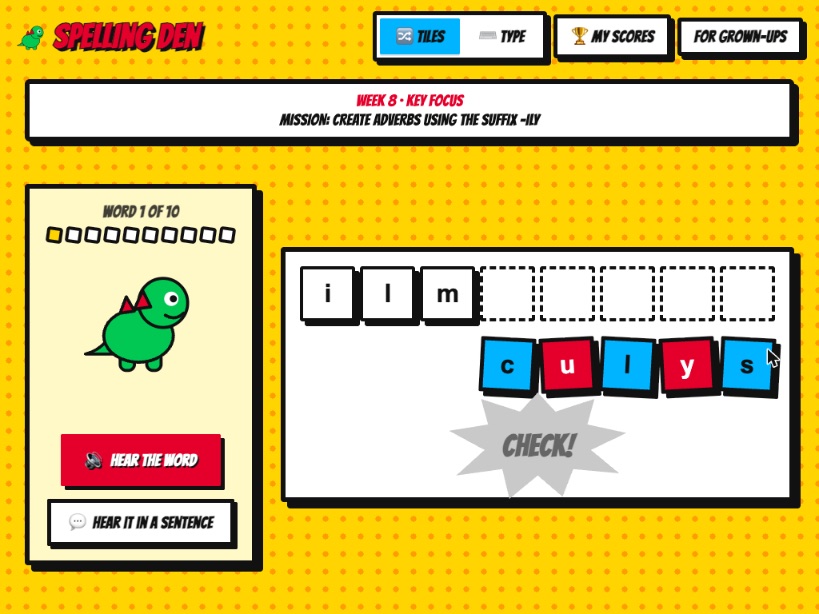 SPELLING DEN
TILES
TYPE
MY SCORES
FOR GROWN-UPS
WEEK 8 · KEY FOCUS
MISSION: CREATE ADVERBS USING THE SUFFIX -ILY
WORD 1 OF 10
HEAR THE WORD
HEAR IT IN A SENTENCE
i l m
c u l y s
CHECK!